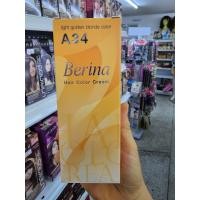 light golden blonde color
A34
Berina
Hair Color Cream